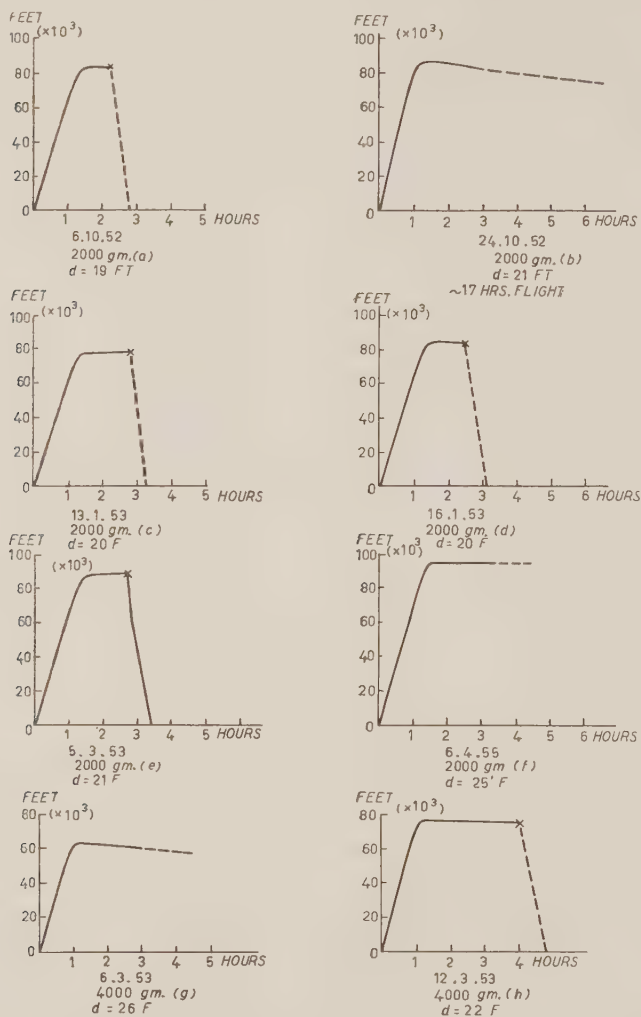 FEET
(×10³)
100
80
60
40
20
0
1 2 3 4 5 HOURS
6.10.52
2000 gm.(a)
d = 19 FT
FEET
(×10³)
100
80
60
40
20
0
1 2 3 4 5 6 HOURS
24.10.52
2000 gm.(b)
d = 21 FT
~17 HRS. FLIGHT
FEET
(×10³)
100
80
60
40
20
0
1 2 3 4 5 HOURS
13.1.53
2000 gm. (c)
d = 20 F
FEET
(×10³)
100
80
60
40
20
0
1 2 3 4 5 6 HOURS
16.1.53
2000 gm. (d)
d = 20 F
FEET
(×10³)
100
80
60
40
20
0
1 2 3 4 5 6 HOURS
5.3.53
2000 gm.(e)
d = 21 F
FEET
(×10³)
100
80
60
40
20
0
1 2 3 4 5 6 HOURS
6.4.55
2000 gm (f)
d = 25' F
FEET
(×10³)
80
60
40
20
0
1 2 3 4 5 HOURS
6.3.53
4000 gm. (g)
d = 26 F
FEET
(×10³)
80
60
40
20
0
1 2 3 4 HOURS
12.3.53
4000 gm.(h)
d = 22 F